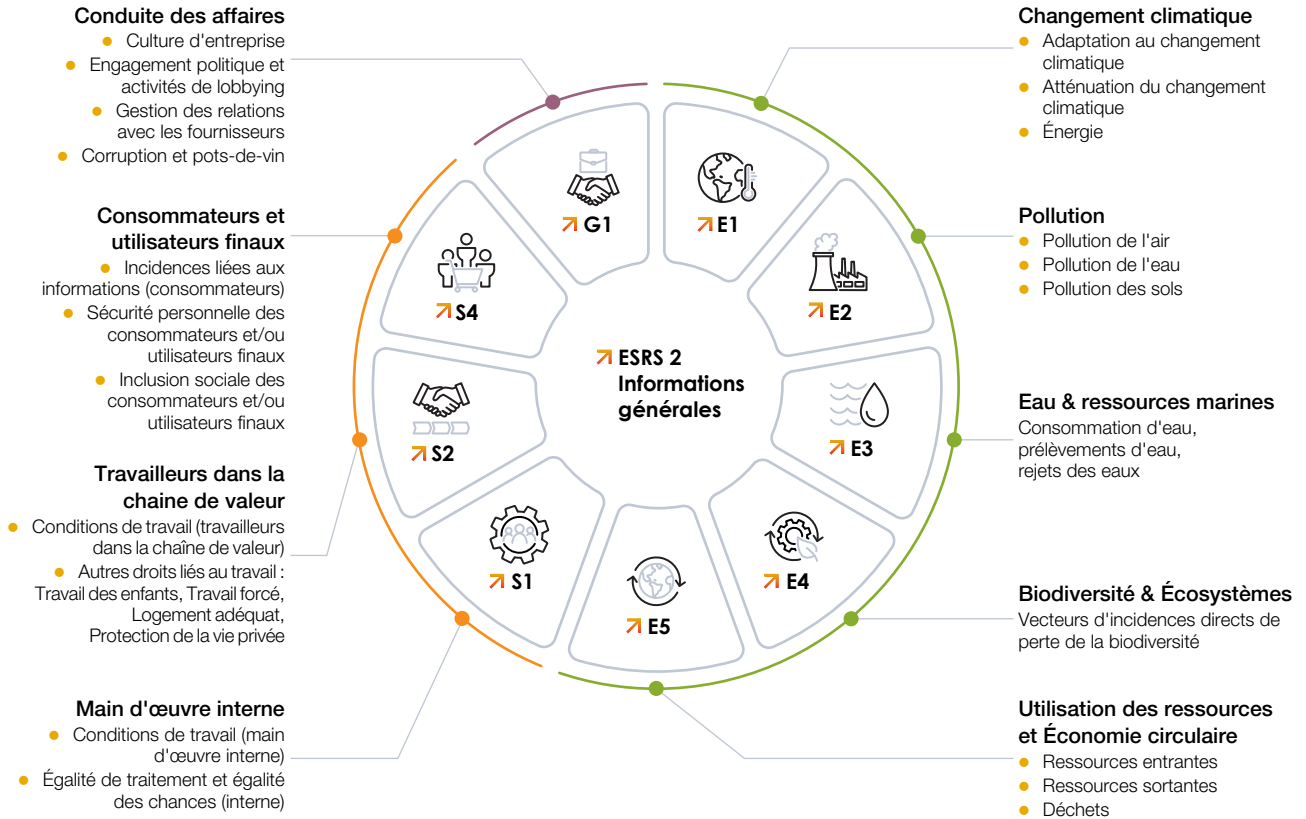 Conduite des affaires
Culture d'entreprise
Engagement politique et
activités de lobbying
Gestion des relations
avec les fournisseurs
Corruption et pots-de-vin
Consommateurs et
utilisateurs finaux
Incidences liées aux
informations (consommateurs)
Sécurité personnelle des
consommateurs et/ou
utilisateurs finaux
Inclusion sociale des
consommateurs et/ou
utilisateurs finaux
Travailleurs dans la
chaine de valeur
Conditions de travail (travailleurs
dans la chaîne de valeur)
Autres droits liés au travail :
Travail des enfants, Travail forcé,
Logement adéquat,
Protection de la vie privée
Main d'œuvre interne
Conditions de travail (main
d'œuvre interne)
Égalité de traitement et égalité
des chances (interne)
G1
E1
S4
E2
ESRS 2
Informations
générales
S2
E3
S1
E4
E5
Changement climatique
Adaptation au changement
climatique
Atténuation du changement
climatique
Énergie
Pollution
Pollution de l'air
Pollution de l'eau
Pollution des sols
Eau & ressources marines
Consommation d'eau,
prélèvements d'eau,
rejets des eaux
Biodiversité & Écosystèmes
Vecteurs d'incidences directs de
perte de la biodiversité
Utilisation des ressources
et Économie circulaire
Ressources entrantes
Ressources sortantes
Déchets